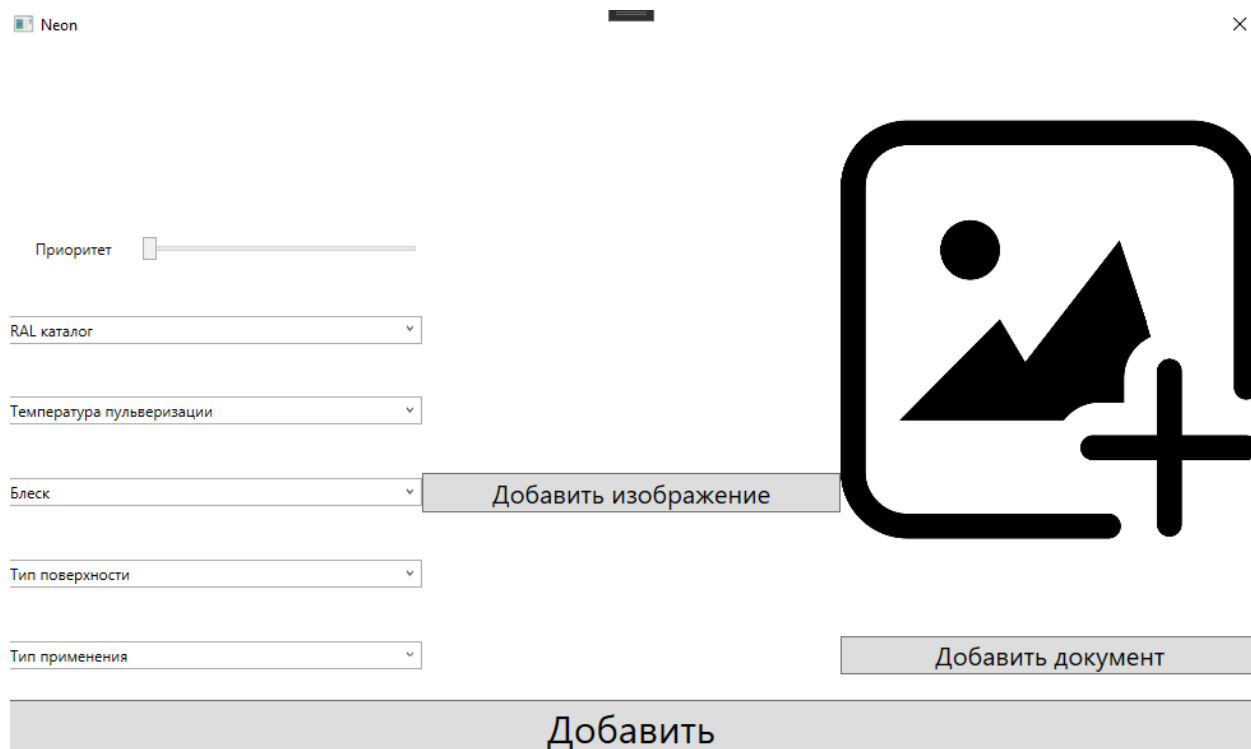 Neon
Приоритет
RAL каталог
Температура пульверизации
Блеск
Добавить изображение
Тип поверхности
Тип применения
Добавить документ
Добавить